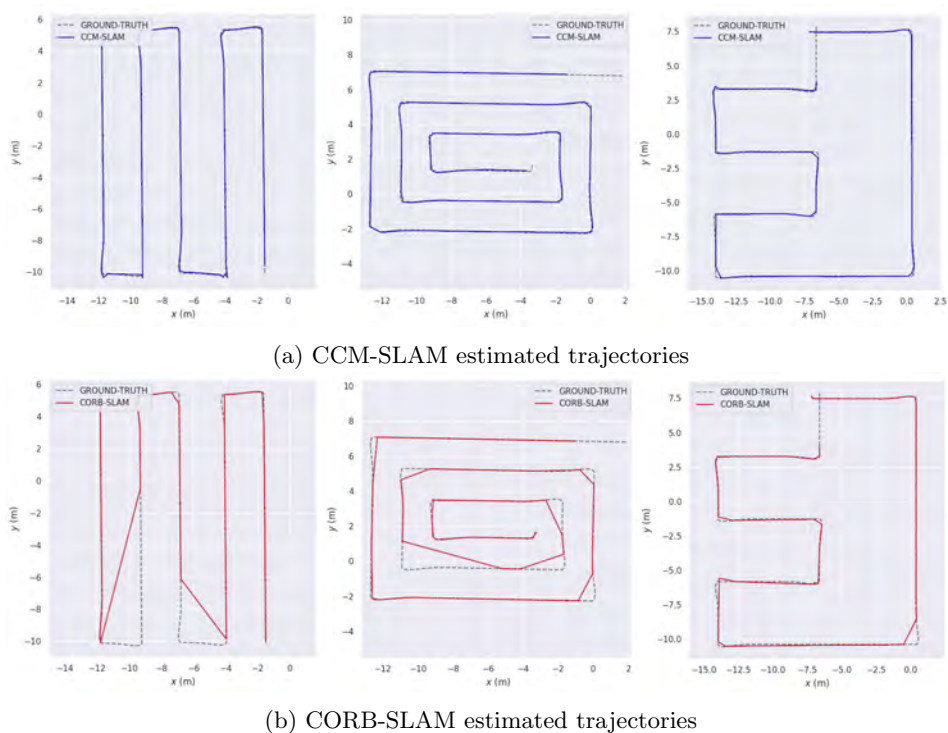 GROUND-TRUTH
CCM-SLAM
6
4
2
0
−2
−4
−6
−8
−10
y (m)
−14 −12 −10 −8 −6 −4 −2 0
x (m)
GROUND-TRUTH
CCM-SLAM
10
8
6
4
2
0
−2
−4
y (m)
−12 −10 −8 −6 −4 −2 0 2
x (m)
GROUND-TRUTH
CCM-SLAM
7.5
5.0
2.5
0.0
−2.5
−5.0
−7.5
−10.0
y (m)
−15.0 −12.5 −10.0 −7.5 −5.0 −2.5 0.0 2.5
x (m)
(a) CCM-SLAM estimated trajectories
GROUND-TRUTH
CORB-SLAM
6
4
2
0
−2
−4
−6
−8
−10
y (m)
−14 −12 −10 −8 −6 −4 −2 0
x (m)
GROUND-TRUTH
CORB-SLAM
10
8
6
4
2
0
−2
−4
y (m)
−12 −10 −8 −6 −4 −2 0 2
x (m)
GROUND-TRUTH
CORB-SLAM
7.5
5.0
2.5
0.0
−2.5
−5.0
−7.5
−10.0
y (m)
−15.0 −12.5 −10.0 −7.5 −5.0 −2.5 0.0
x (m)
(b) CORB-SLAM estimated trajectories